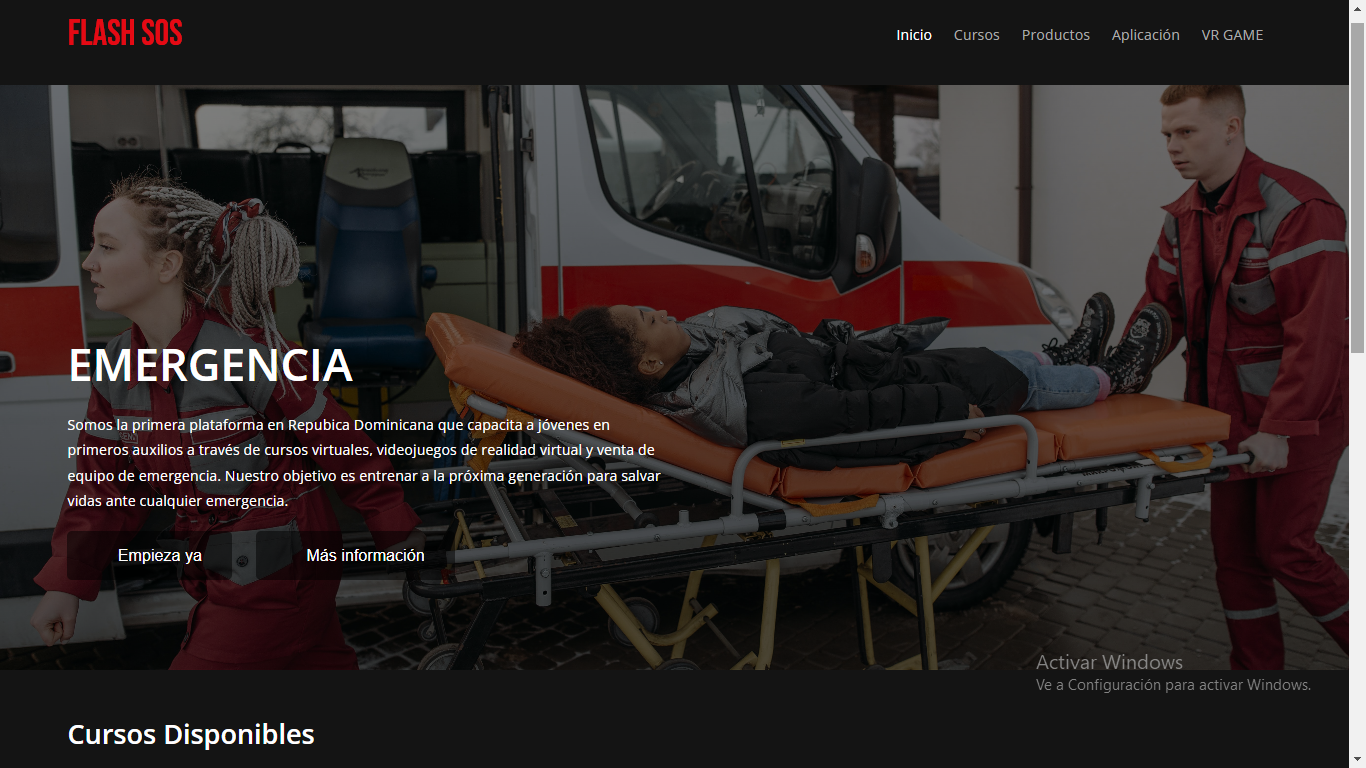 FLASH SOS
Inicio Cursos Productos Aplicación VR GAME
EMERGENCIA
Somos la primera plataforma en Republica Dominicana que capacita a jóvenes en
primeros auxilios a través de cursos virtuales, videojuegos de realidad virtual y venta de
equipo de emergencia. Nuestro objetivo es entrenar a la próxima generación para salvar
vidas ante cualquier emergencia.
Empieza ya Más información
Activar Windows
Ve a Configuración para activar Windows.
Cursos Disponibles